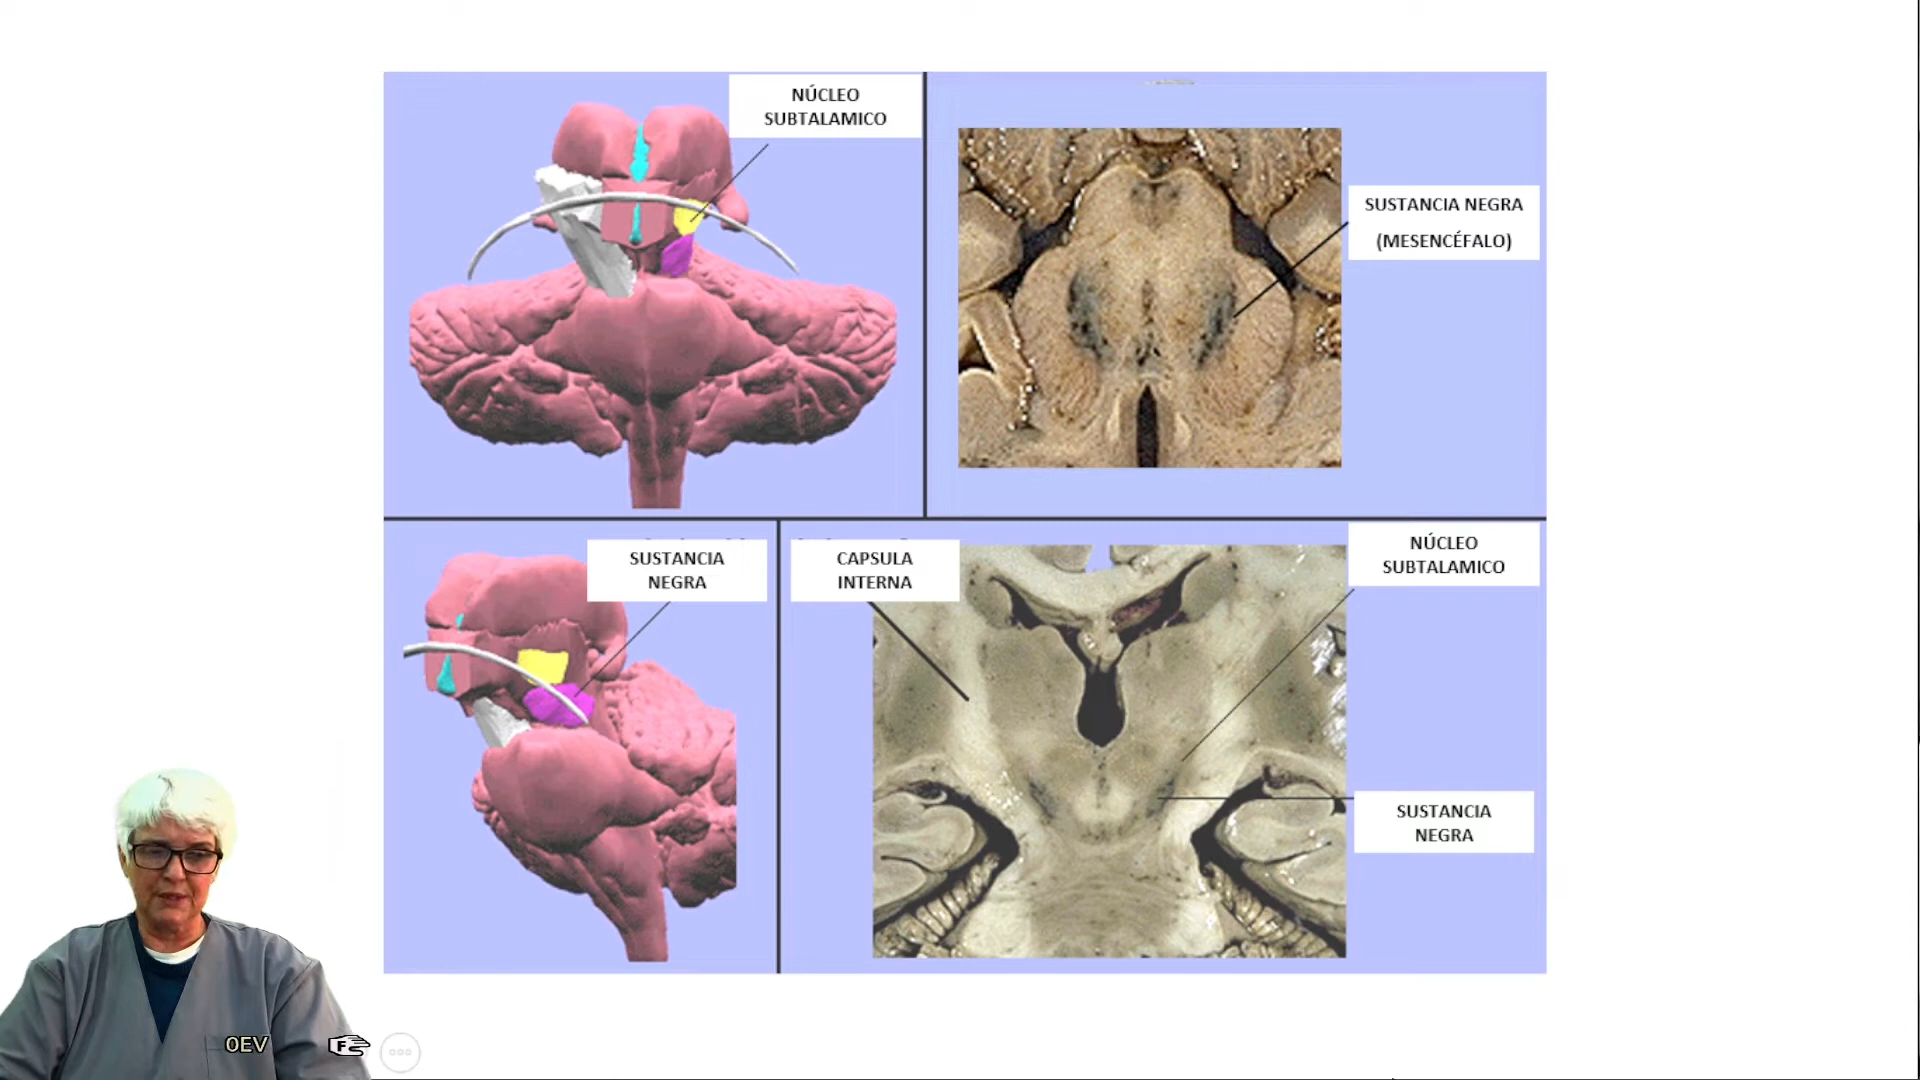 NÚCLEO
SUBTALAMICO
SUSTANCIA NEGRA
(MESENCÉFALO)
SUSTANCIA
NEGRA
CAPSULA
INTERNA
NÚCLEO
SUBTALAMICO
SUSTANCIA
NEGRA
OEV
F